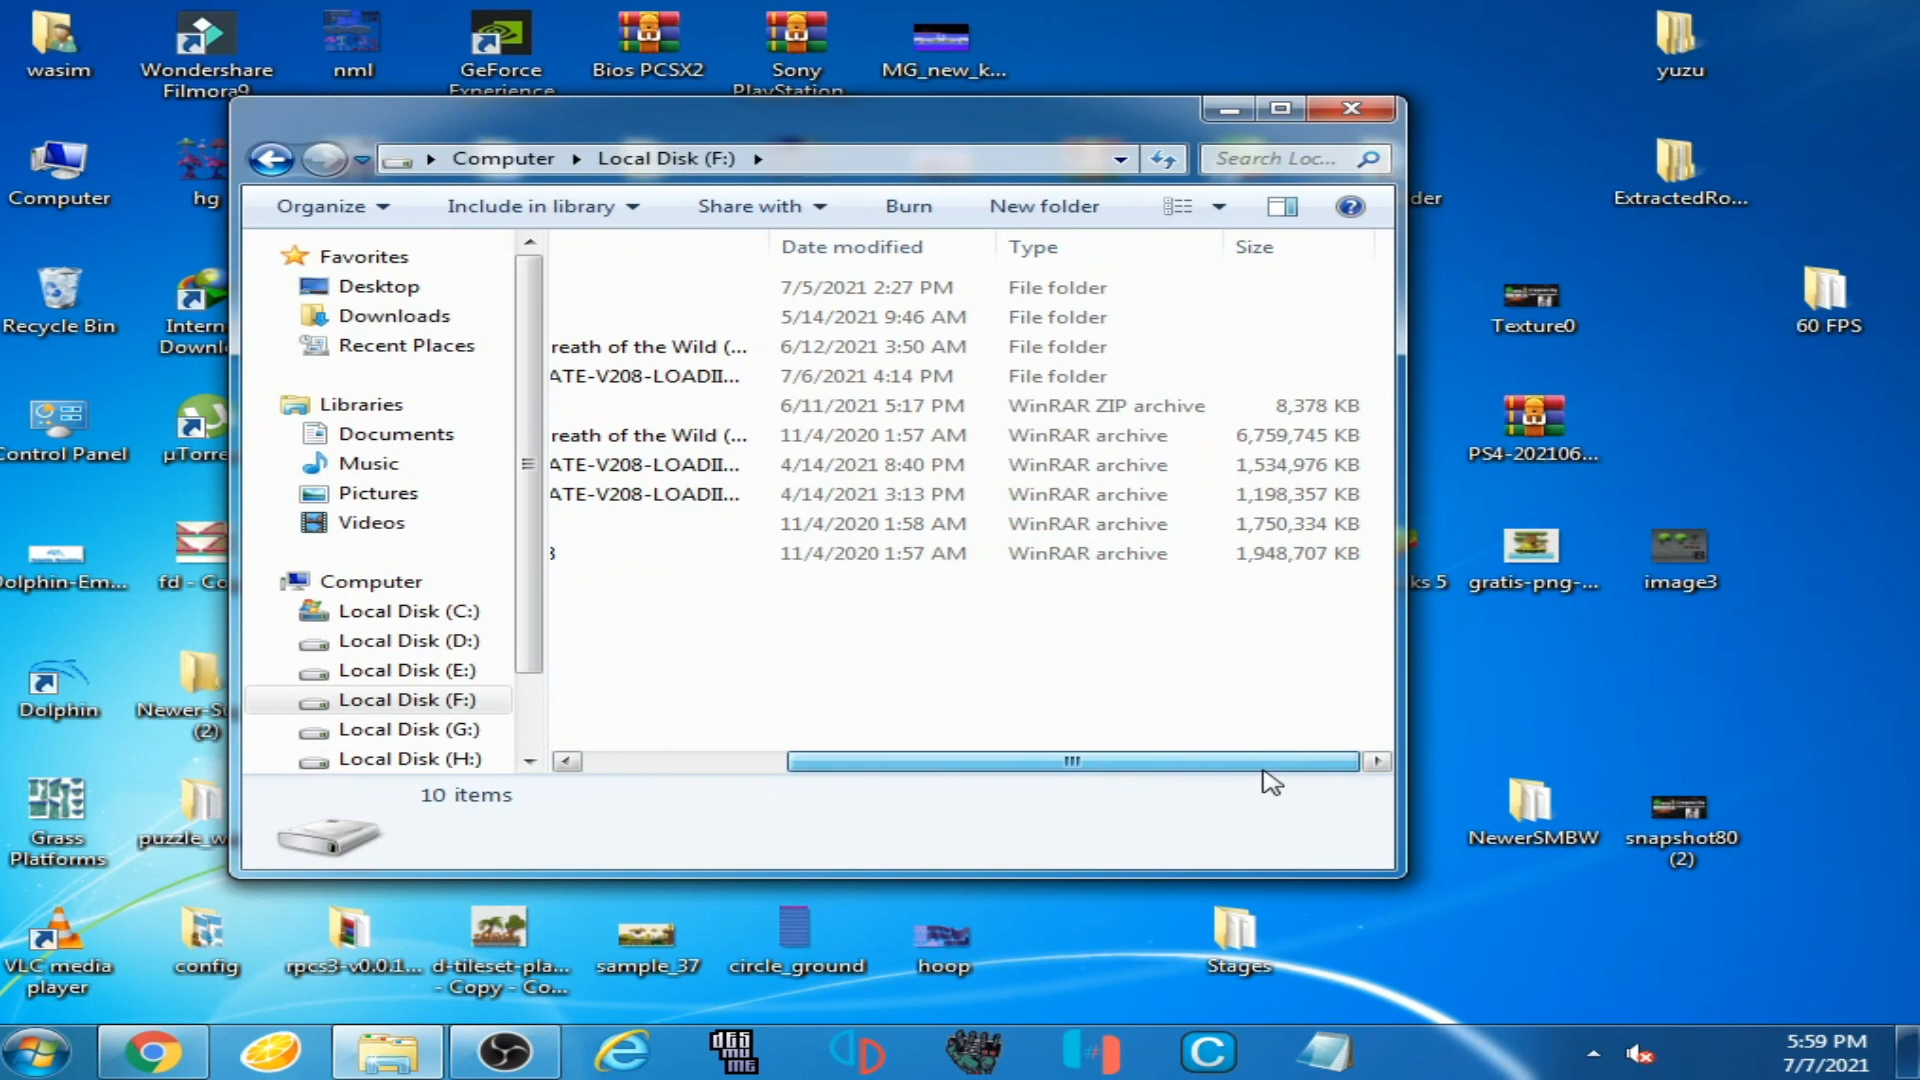 wasim
Wondershare
Filmora9
nml
GeForce
Experience
Bios PCSX2
Sony
PlayStation
MG_new_k...
yuzu
Computer
hg
ExtractedRo...
Recycle Bin
Intern
Downl
Texture0
60 FPS
Control Panel
µTorre
PS4-202106...
Dolphin-Em...
fd - Co
ks 5
gratis-png-...
image3
Dolphin
Newer-Su
(2)
Grass
Platforms
puzzle_w
NewerSMBW
snapshot80
(2)
VLC media
player
config
rpcs3-v0.0.1...
d-tileset-pla...
- Copy - Co...
sample_37
circle_ground
hoop
Stages
der
Computer
Local Disk (F:)
Search Loc...
Organize
Include in library
Share with
Burn
New folder
Favorites
Desktop
Downloads
Recent Places
Libraries
Documents
Music
Pictures
Videos
Computer
Local Disk (C:)
Local Disk (D:)
Local Disk (E:)
Local Disk (F:)
Local Disk (G:)
Local Disk (H:)
Date modified Type Size
7/5/2021 2:27 PM File folder
5/14/2021 9:46 AM File folder
reath of the Wild (... 6/12/2021 3:50 AM File folder
ATE-V208-LOADII... 7/6/2021 4:14 PM File folder
6/11/2021 5:17 PM WinRAR ZIP archive 8,378 KB
reath of the Wild (... 11/4/2020 1:57 AM WinRAR archive 6,759,745 KB
ATE-V208-LOADII... 4/14/2021 8:40 PM WinRAR archive 1,534,976 KB
ATE-V208-LOADII... 4/14/2021 3:13 PM WinRAR archive 1,198,357 KB
11/4/2020 1:58 AM WinRAR archive 1,750,334 KB
3 11/4/2020 1:57 AM WinRAR archive 1,948,707 KB
10 items
5:59 PM
7/7/2021